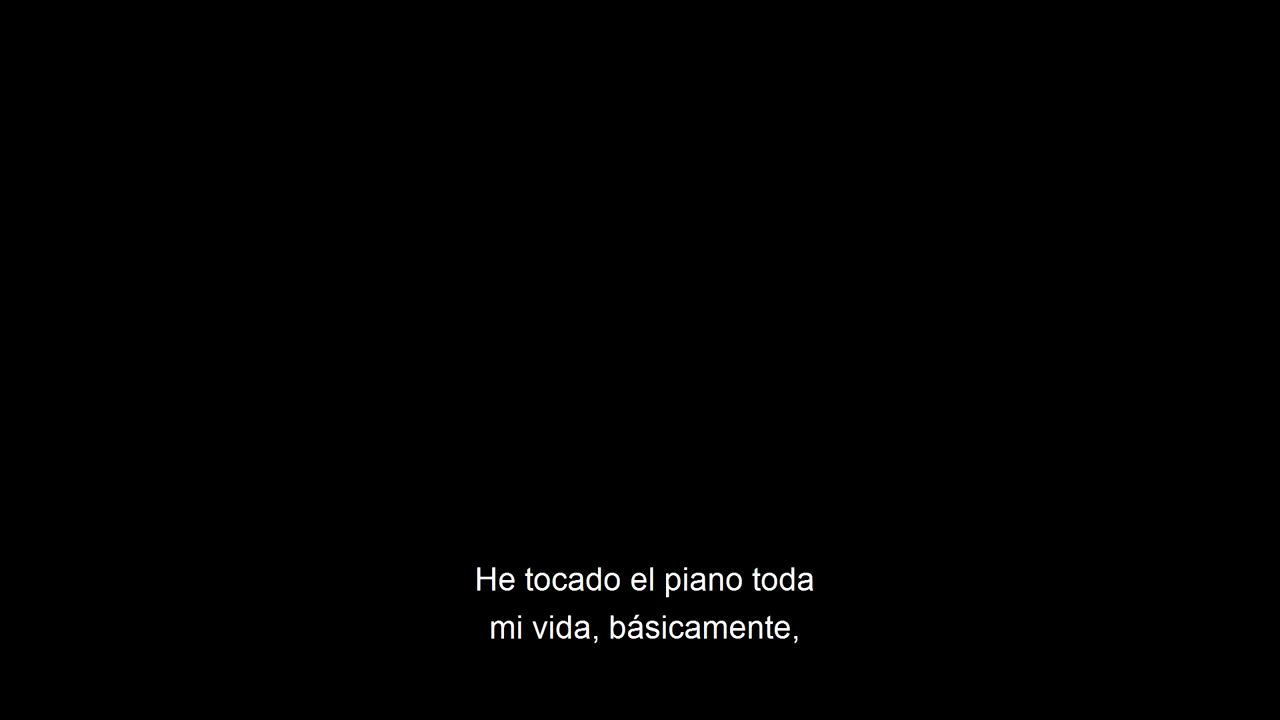 He tocado el piano toda
mi vida, básicamente,